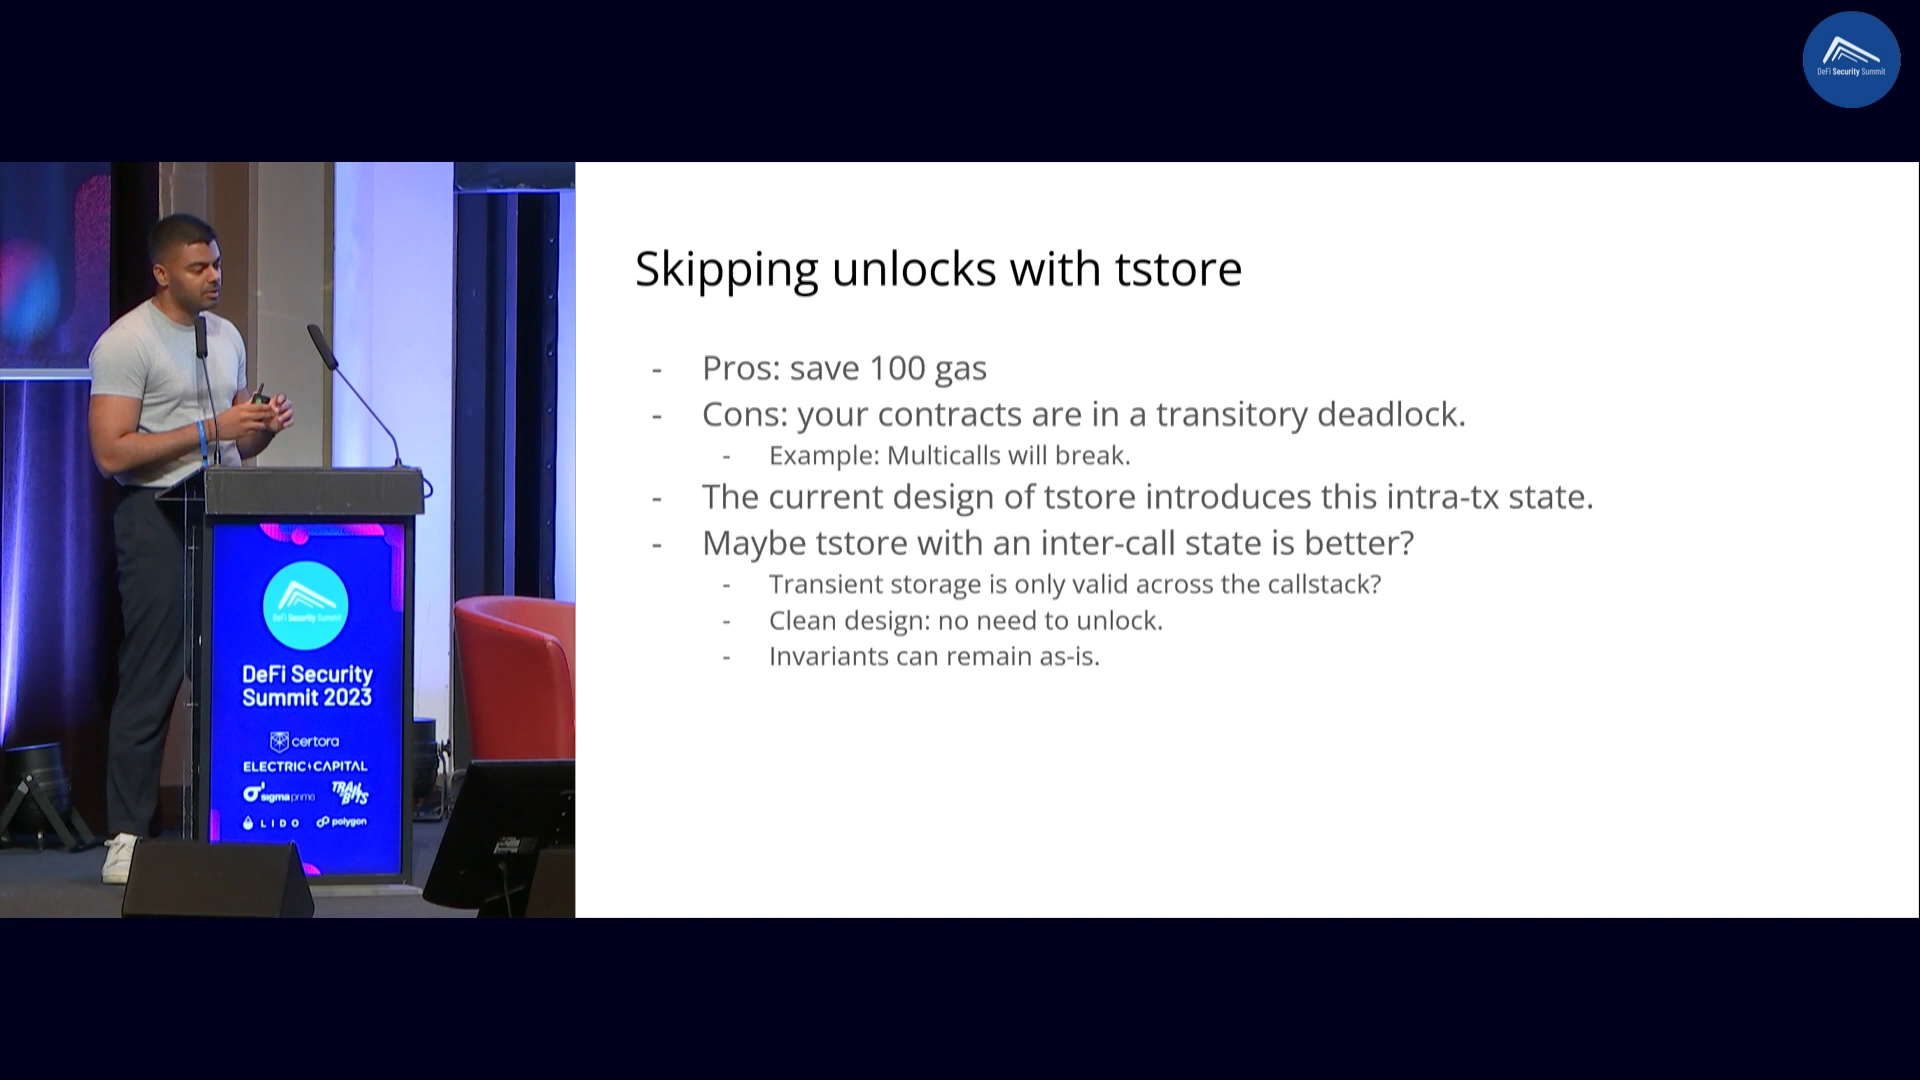 DeFi Security Summit
Skipping unlocks with tstore
- Pros: save 100 gas
- Cons: your contracts are in a transitory deadlock.
- Example: Multicalls will break.
- The current design of tstore introduces this intra-tx state.
- Maybe tstore with an inter-call state is better?
- Transient storage is only valid across the callstack?
- Clean design: no need to unlock.
- Invariants can remain as-is.
DeFi Security Summit
DeFi Security
Summit 2023
certora
ELECTRIC CAPITAL
sigma prime
TRAIL OF BITS
LIDO
polygon